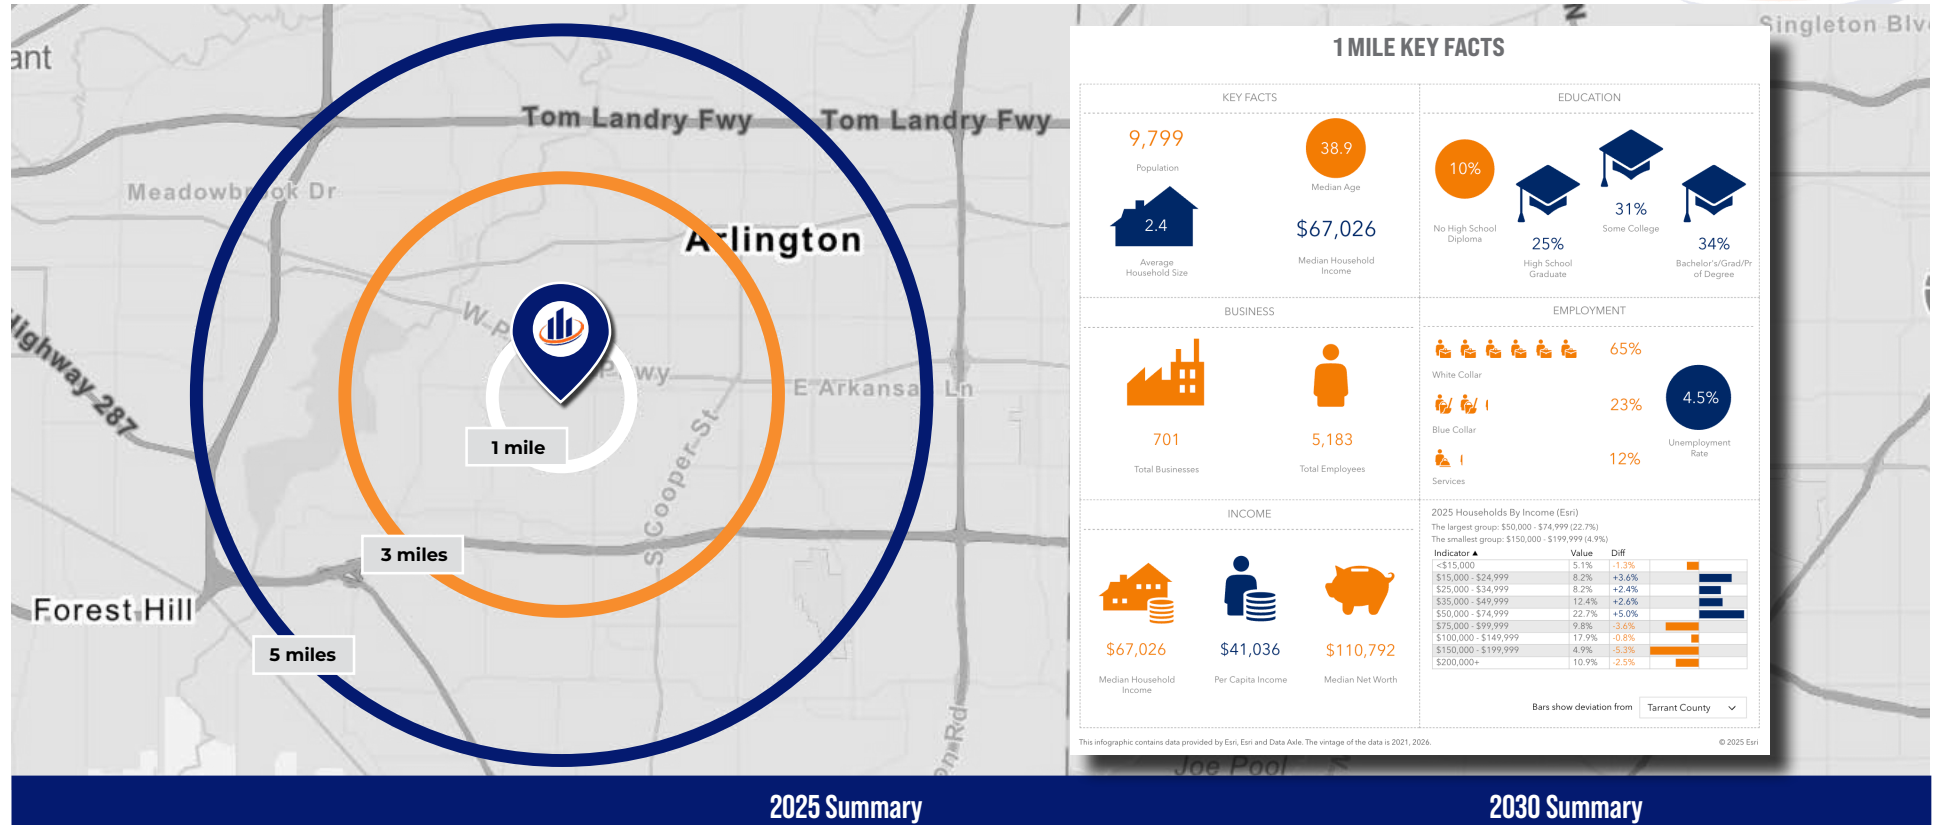 ant
Singleton Blv
Tom Landry Fwy
Tom Landry Fwy
Meadowbrook Dr
Arlington
W P
P wy
E Arkansas Ln
Highway 287
S Cooper St
1 mile
3 miles
Forest Hill
5 miles
on Rd
Joe Pool
1 MILE KEY FACTS
KEY FACTS
9,799
Population
38.9
Median Age
2.4
Average
Household Size
$67,026
Median Household
Income
EDUCATION
10%
No High School
Diploma
25%
High School
Graduate
31%
Some College
34%
Bachelor's/Grad/Pr
of Degree
BUSINESS
701
Total Businesses
5,183
Total Employees
EMPLOYMENT
65%
White Collar
23%
Blue Collar
12%
Services
4.5%
Unemployment
Rate
INCOME
$67,026
Median Household
Income
$41,036
Per Capita Income
$110,792
Median Net Worth
2025 Households By Income (Esri)
The largest group: $50,000 - $74,999 (22.7%)
The smallest group: $150,000 - $199,999 (4.9%)
Indicator ▲ Value Diff
<$15,000 5.1% -1.3%
$15,000 - $24,999 8.2% +3.6%
$25,000 - $34,999 8.2% +2.4%
$35,000 - $49,999 12.4% +2.6%
$50,000 - $74,999 22.7% +5.0%
$75,000 - $99,999 9.8% -3.6%
$100,000 - $149,999 17.9% -0.8%
$150,000 - $199,999 4.9% -5.3%
$200,000+ 10.9% -2.5%
Bars show deviation from Tarrant County
This infographic contains data provided by Esri, Esri and Data Axle. The vintage of the data is 2021, 2026.
© 2025 Esri
2025 Summary
2030 Summary